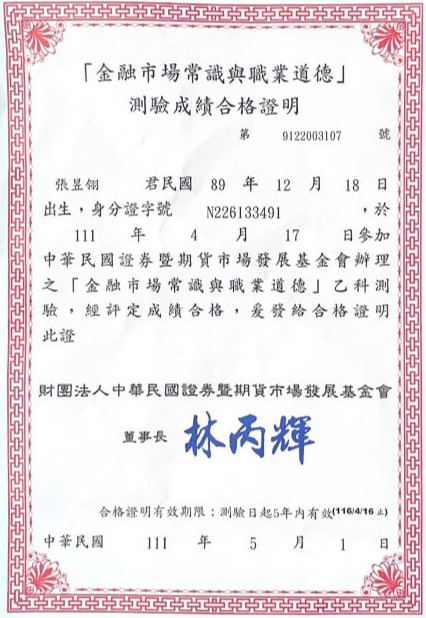 「金融市場常識與職業道德」
測驗成績合格證明
第 9122003107 號
張昱翎 君民國 89 年 12 月 18 日
出生，身分證字號 N226133491 ，於
111 年 4 月 17 日參加
中華民國證券暨期貨市場發展基金會辦理
之「金融市場常識與職業道德」乙科測
驗，經評定成績合格，爰發給合格證明
此證
財團法人中華民國證券暨期貨市場發展基金會
董事長 林丙輝
合格證明有效期限：測驗日起5年內有效(116/4/16 止)
中華民國 111 年 5 月 1 日